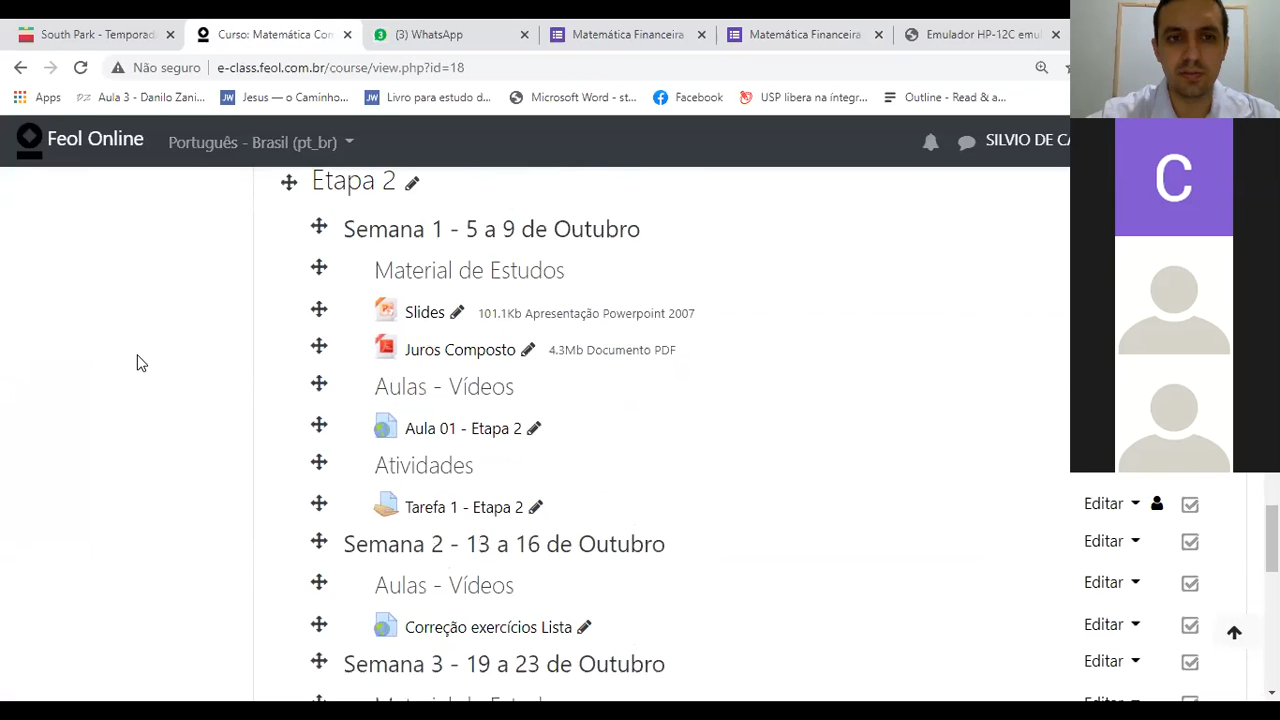 South Park - Temporad
Curso: Matemática Con
(3) WhatsApp
Matemática Financeira
Matemática Financeira
Emulador HP-12C emul
Não seguro
e-class.feol.com.br/course/view.php?id=18
Apps
Aula 3 - Danilo Zani...
Jesus — o Caminho...
Livro para estudo d...
Microsoft Word - st...
Facebook
USP libera na íntegr...
Outline - Read & a...
Feol Online
Português - Brasil (pt_br)
SILVIO DE CA
Etapa 2
Semana 1 - 5 a 9 de Outubro
Material de Estudos
Slides 101.1Kb Apresentação Powerpoint 2007
Juros Composto 4.3Mb Documento PDF
C
Aulas - Vídeos
Aula 01 - Etapa 2
Atividades
Tarefa 1 - Etapa 2 Editar
Semana 2 - 13 a 16 de Outubro Editar
Aulas - Vídeos Editar
Correção exercícios Lista Editar
Semana 3 - 19 a 23 de Outubro Editar